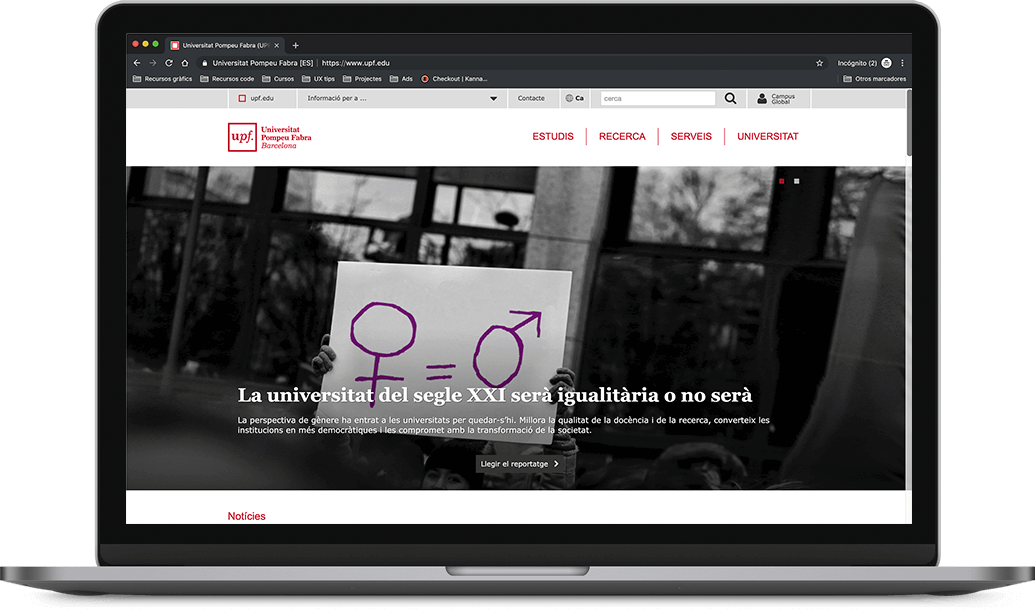 Universitat Pompeu Fabra (UPF
Universitat Pompeu Fabra [ES] | https://www.upf.edu
Incógnito (2)
Recursos gràfics
Recursos code
Cursos
UX tips
Projectes
Ads
Checkout | Kanna...
Otros marcadores
upf.edu
Informació per a ...
Contacte
Ca
cerca
Campus
Global
upf.
Universitat
Pompeu Fabra
Barcelona
ESTUDIS
RECERCA
SERVEIS
UNIVERSITAT
La universitat del segle XXI serà igualitària o no serà
La perspectiva de gènere ha entrat a les universitats per quedar-s'hi. Millora la qualitat de la docència i de la recerca, converteix les
institucions en més democràtiques i les compromet amb la transformació de la societat.
Llegir el reportatge
Notícies